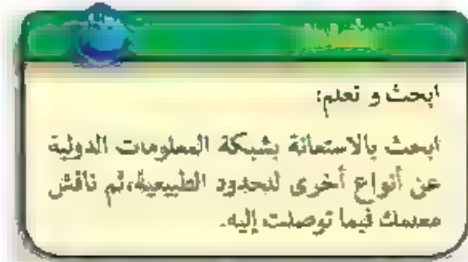 ابحث و تعلم:
ابحث بالاستعانة بشبكة المعلومات الدولية
عن أنواع أخرى للحدود الطبيعية،ثم ناقش
معلمك فيما توصلت إليه.